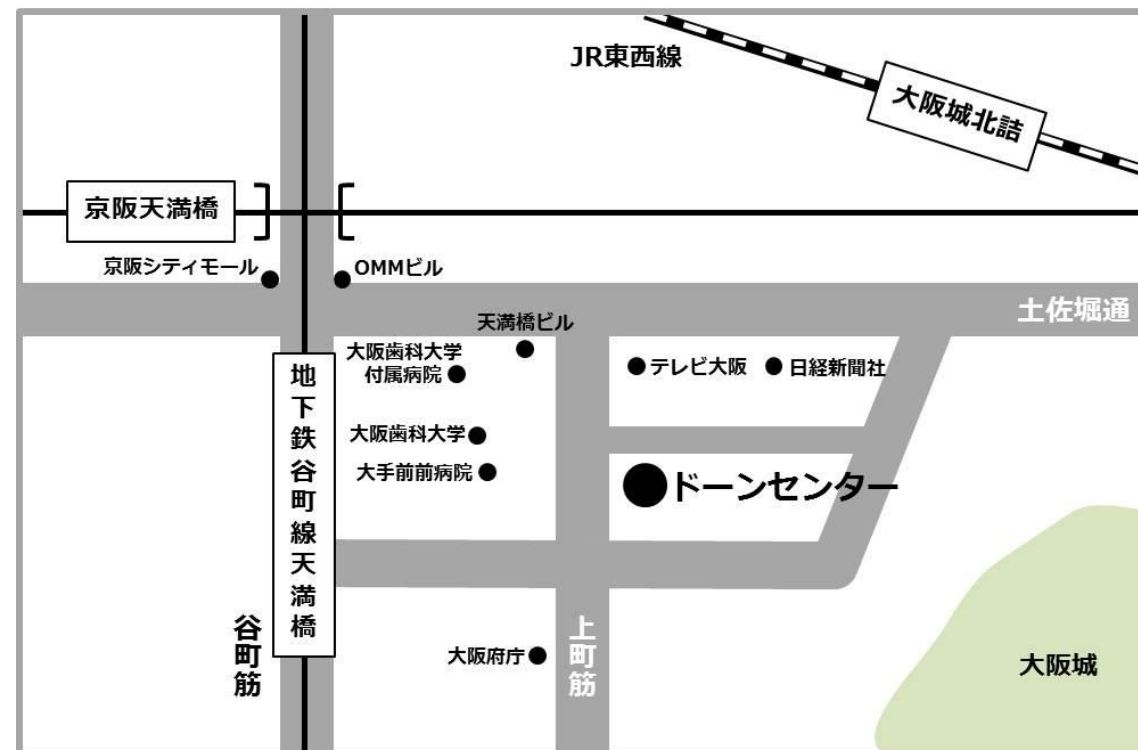 JR東西線
大阪城北詰
京阪天満橋
京阪シティモール
OMMビル
土佐堀通
天満橋ビル
大阪歯科大学
付属病院
テレビ大阪
日経新聞社
地下鉄谷町線天満橋
大阪歯科大学
大手前前病院
ドーンセンター
谷町筋
上町筋
大阪府庁
大阪城